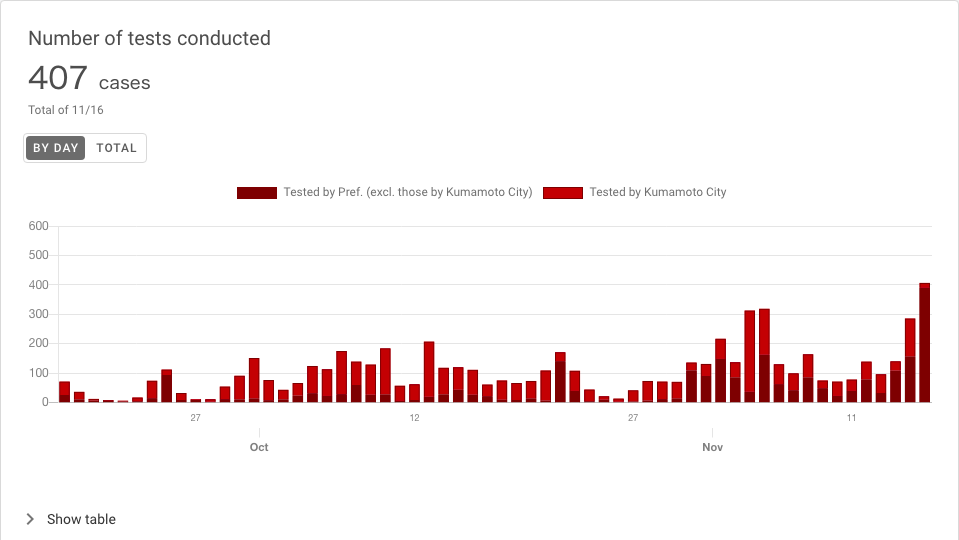 Number of tests conducted
407 cases
Total of 11/16
BY DAY TOTAL
Tested by Pref. (excl. those by Kumamoto City) Tested by Kumamoto City
600
500
400
300
200
100
0
27 12 27 11
Oct Nov
Show table